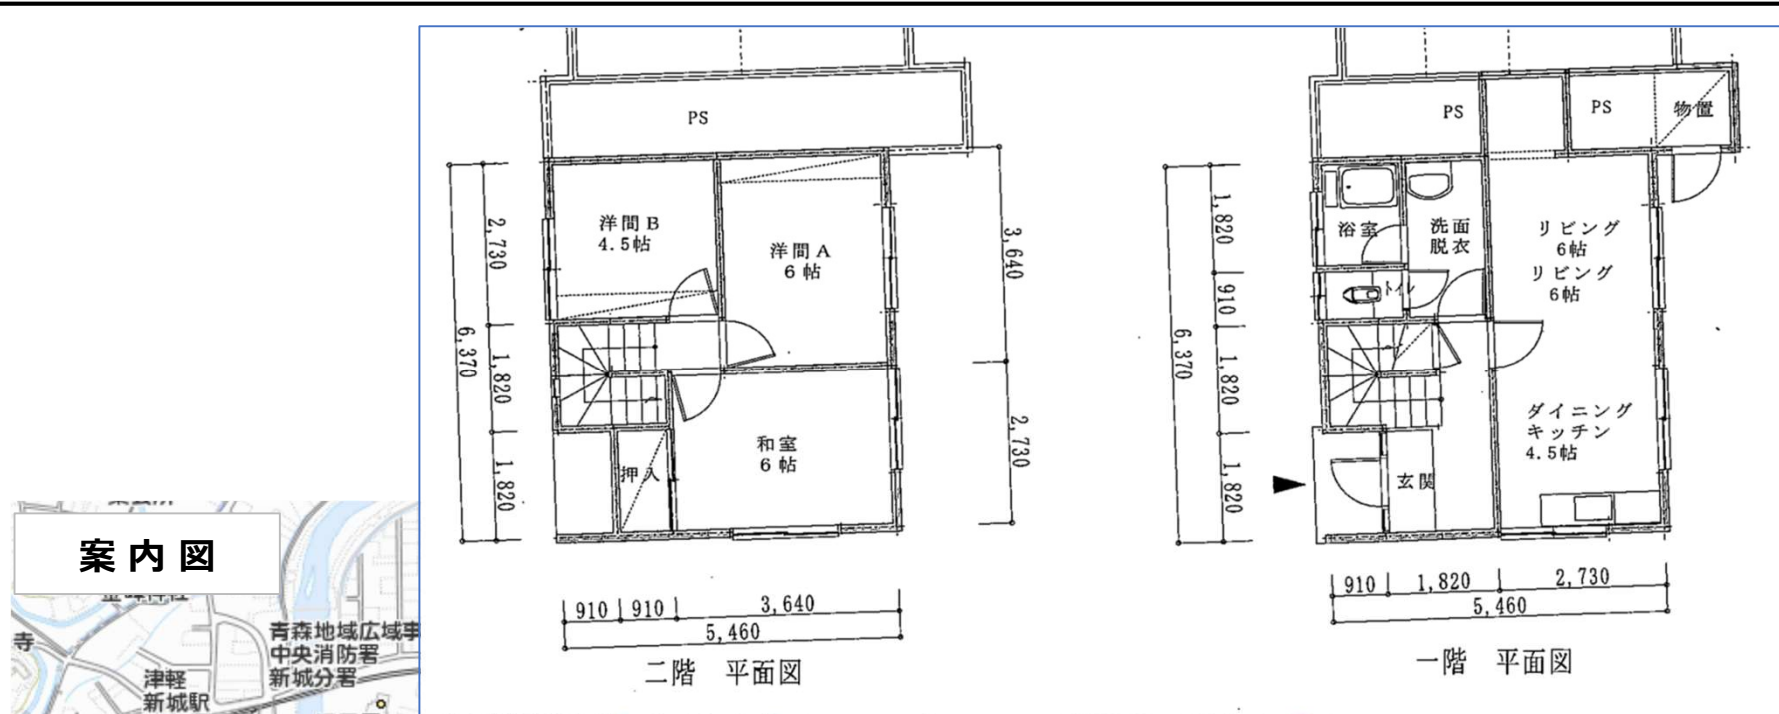 PS
洋間B
4.5帖
洋間A
6帖
和室
6帖
押入
2,730
1,820
1,820
6,370
3,640
2,730
910
910
3,640
5,460
二階 平面図
PS
PS
物置
浴室
洗面
脱衣
トイレ
リビング
6帖
リビング
6帖
ダイニング
キッチン
4.5帖
玄関
1,820
910
1,820
1,820
6,370
910
1,820
2,730
5,460
一階 平面図
案内図
寺
青森地域広域事
中央消防署
新城分署
津軽
新城駅